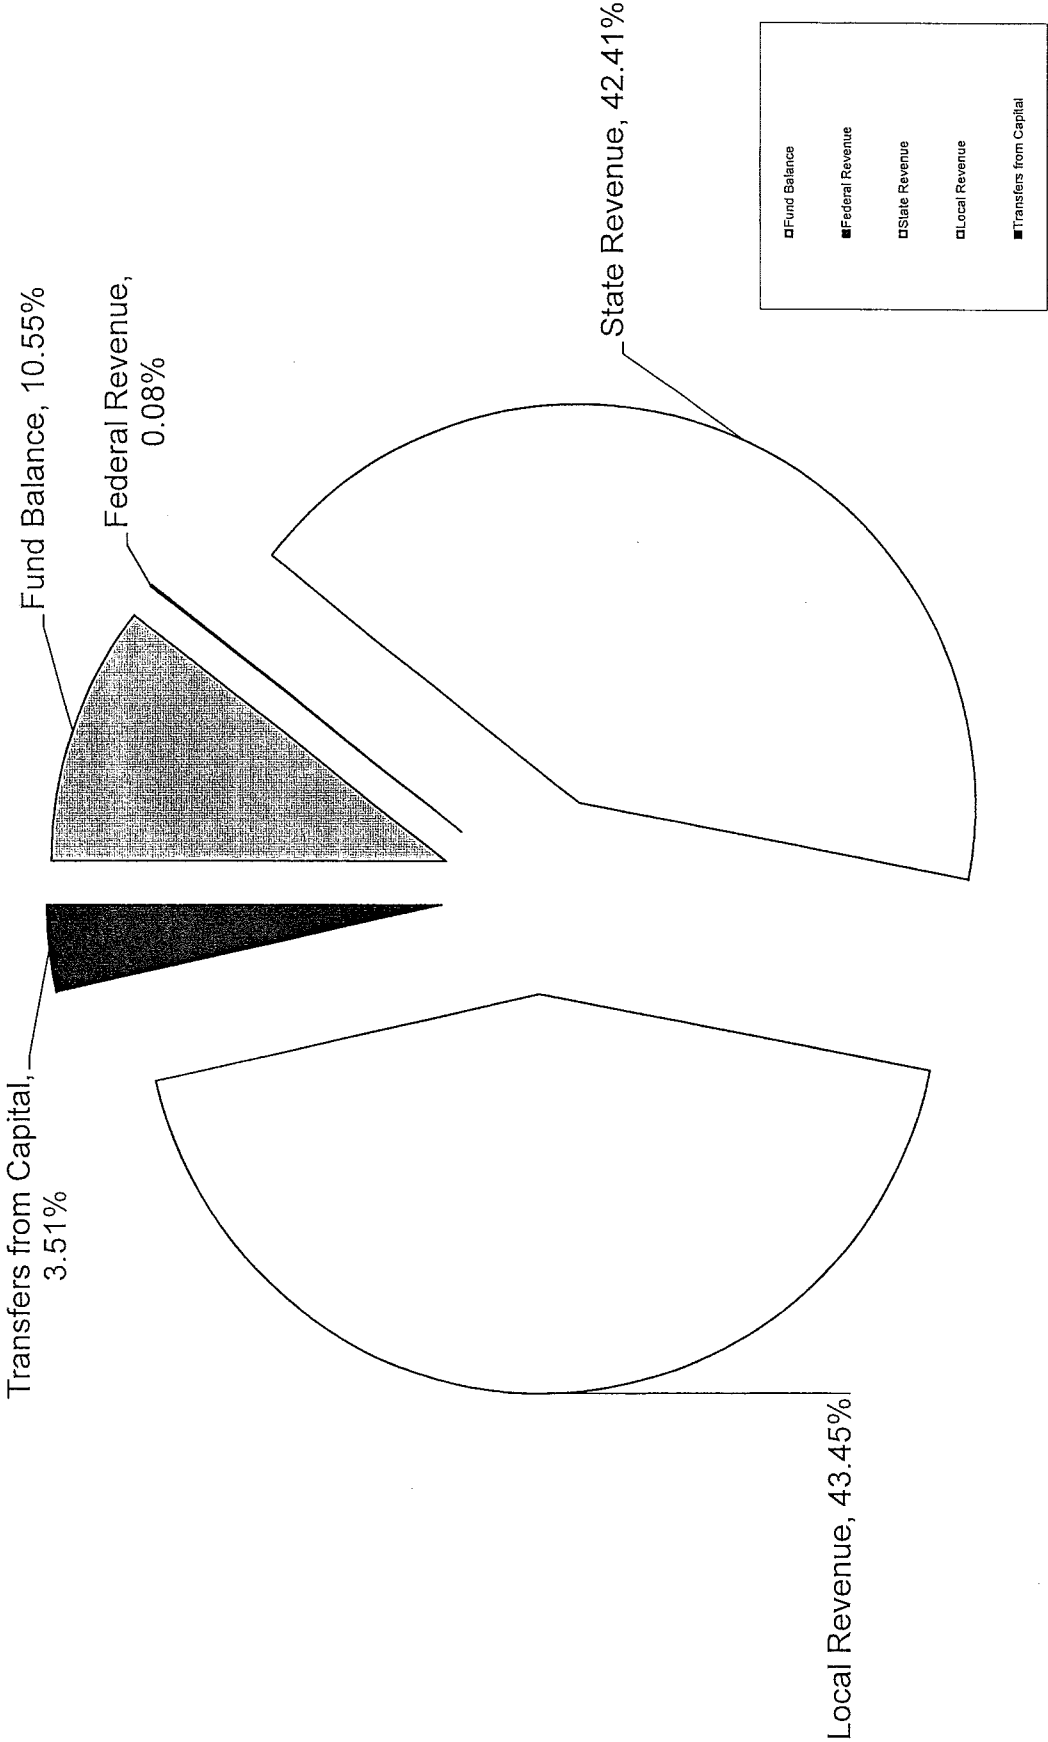 Transfers from Capital,
3.51%
Fund Balance, 10.55%
Federal Revenue,
0.08%
State Revenue, 42.41%
Local Revenue, 43.45%
Fund Balance
Federal Revenue
State Revenue
Local Revenue
Transfers from Capital